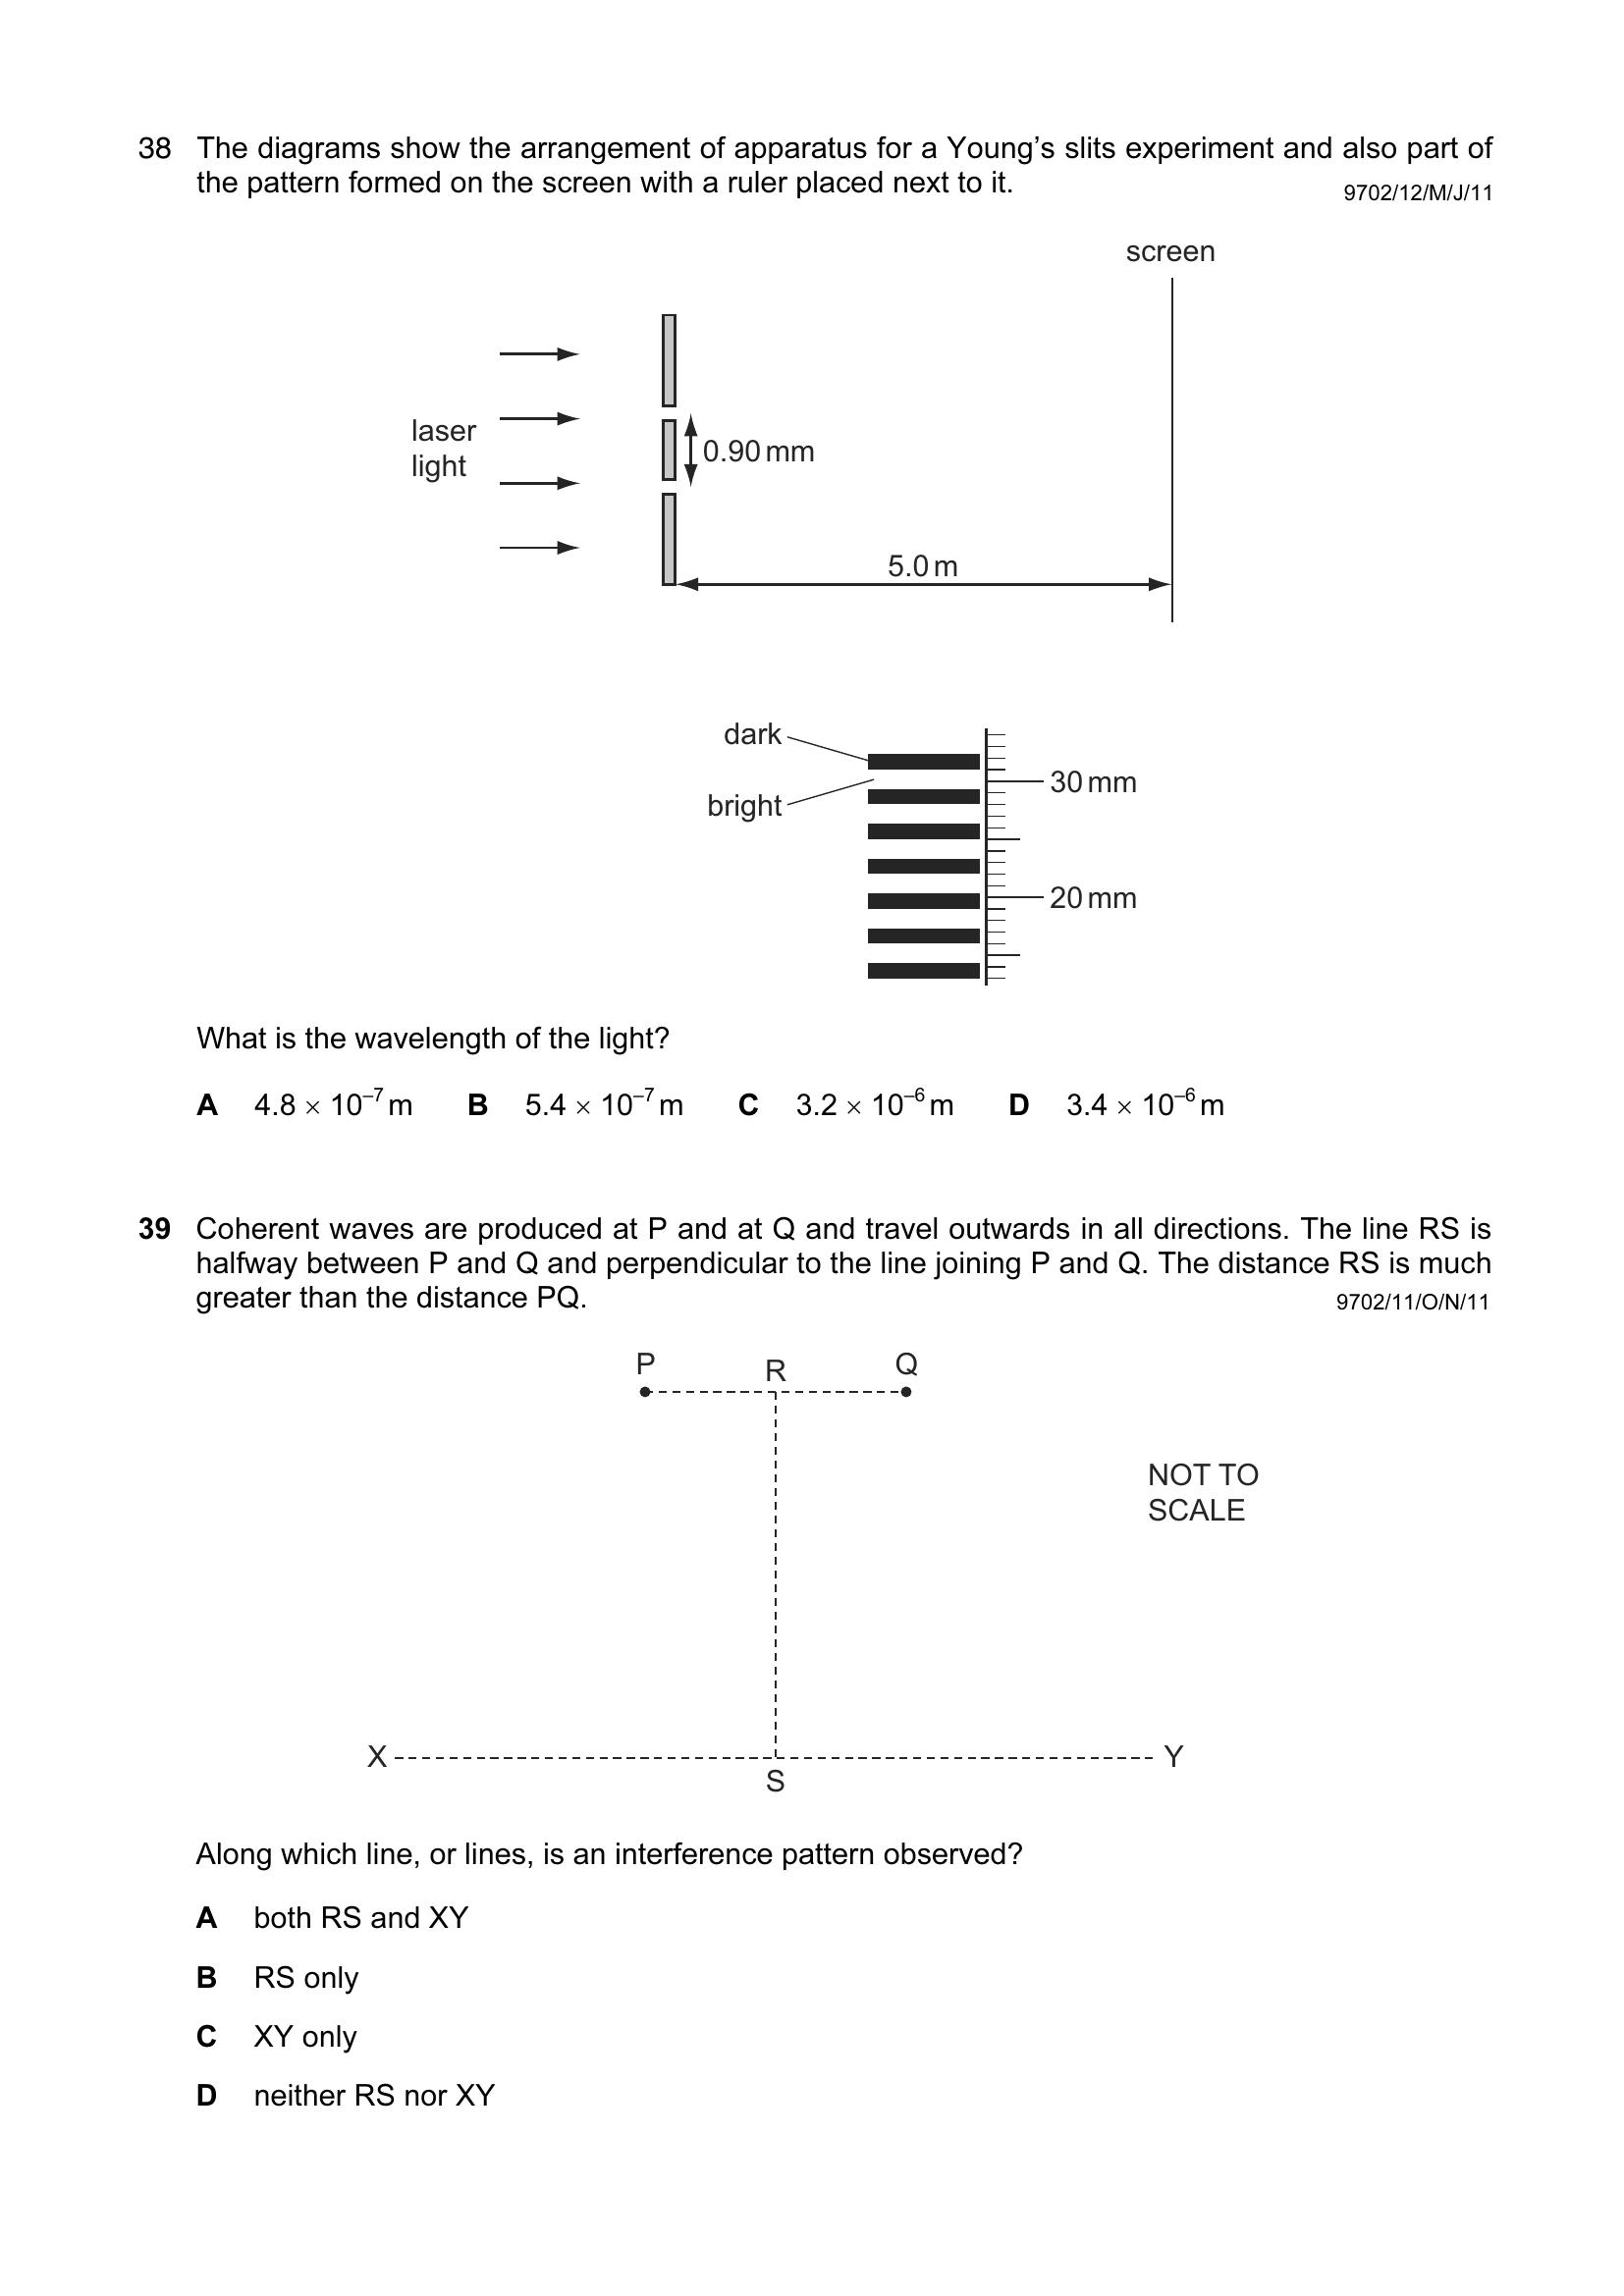 38 The diagrams show the arrangement of apparatus for a Young’s slits experiment and also part of
the pattern formed on the screen with a ruler placed next to it.
9702/12/M/J/11
screen
laser
light
0.90 mm
5.0 m
dark
bright
30 mm
20 mm
What is the wavelength of the light?
A 4.8 × 10⁻⁷ m B 5.4 × 10⁻⁷ m C 3.2 × 10⁻⁶ m D 3.4 × 10⁻⁶ m
39 Coherent waves are produced at P and at Q and travel outwards in all directions. The line RS is
halfway between P and Q and perpendicular to the line joining P and Q. The distance RS is much
greater than the distance PQ.
9702/11/O/N/11
P R Q
NOT TO
SCALE
X Y
S
Along which line, or lines, is an interference pattern observed?
A both RS and XY
B RS only
C XY only
D neither RS nor XY